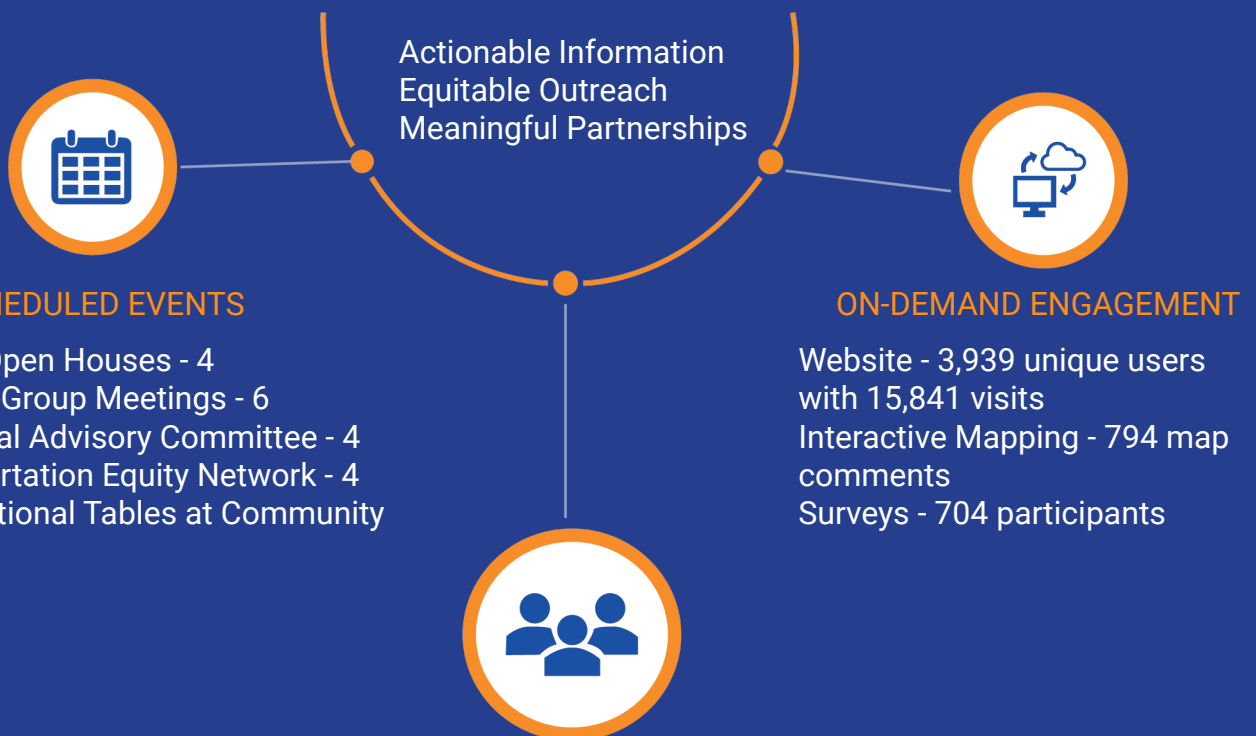 Actionable Information
Equitable Outreach
Meaningful Partnerships
HEDULED EVENTS
pen Houses - 4
Group Meetings - 6
al Advisory Committee - 4
rtation Equity Network - 4
tional Tables at Community
ON-DEMAND ENGAGEMENT
Website - 3,939 unique users
with 15,841 visits
Interactive Mapping - 794 map
comments
Surveys - 704 participants